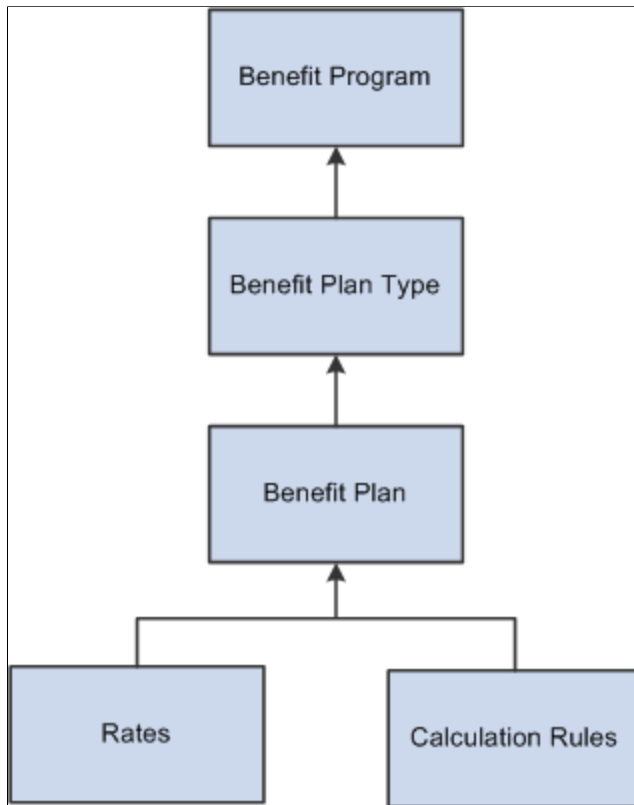 Benefit Program
Benefit Plan Type
Benefit Plan
Rates
Calculation Rules